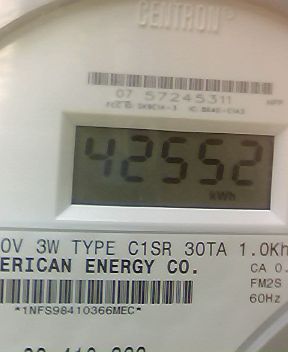 CENTRON®
07 57245311
42552
kWh
0V 3W TYPE C1SR 30TA 1.0Kh
ERICAN ENERGY CO.
CA 0.
FM2S
60Hz
*1NFS98410366MEC*